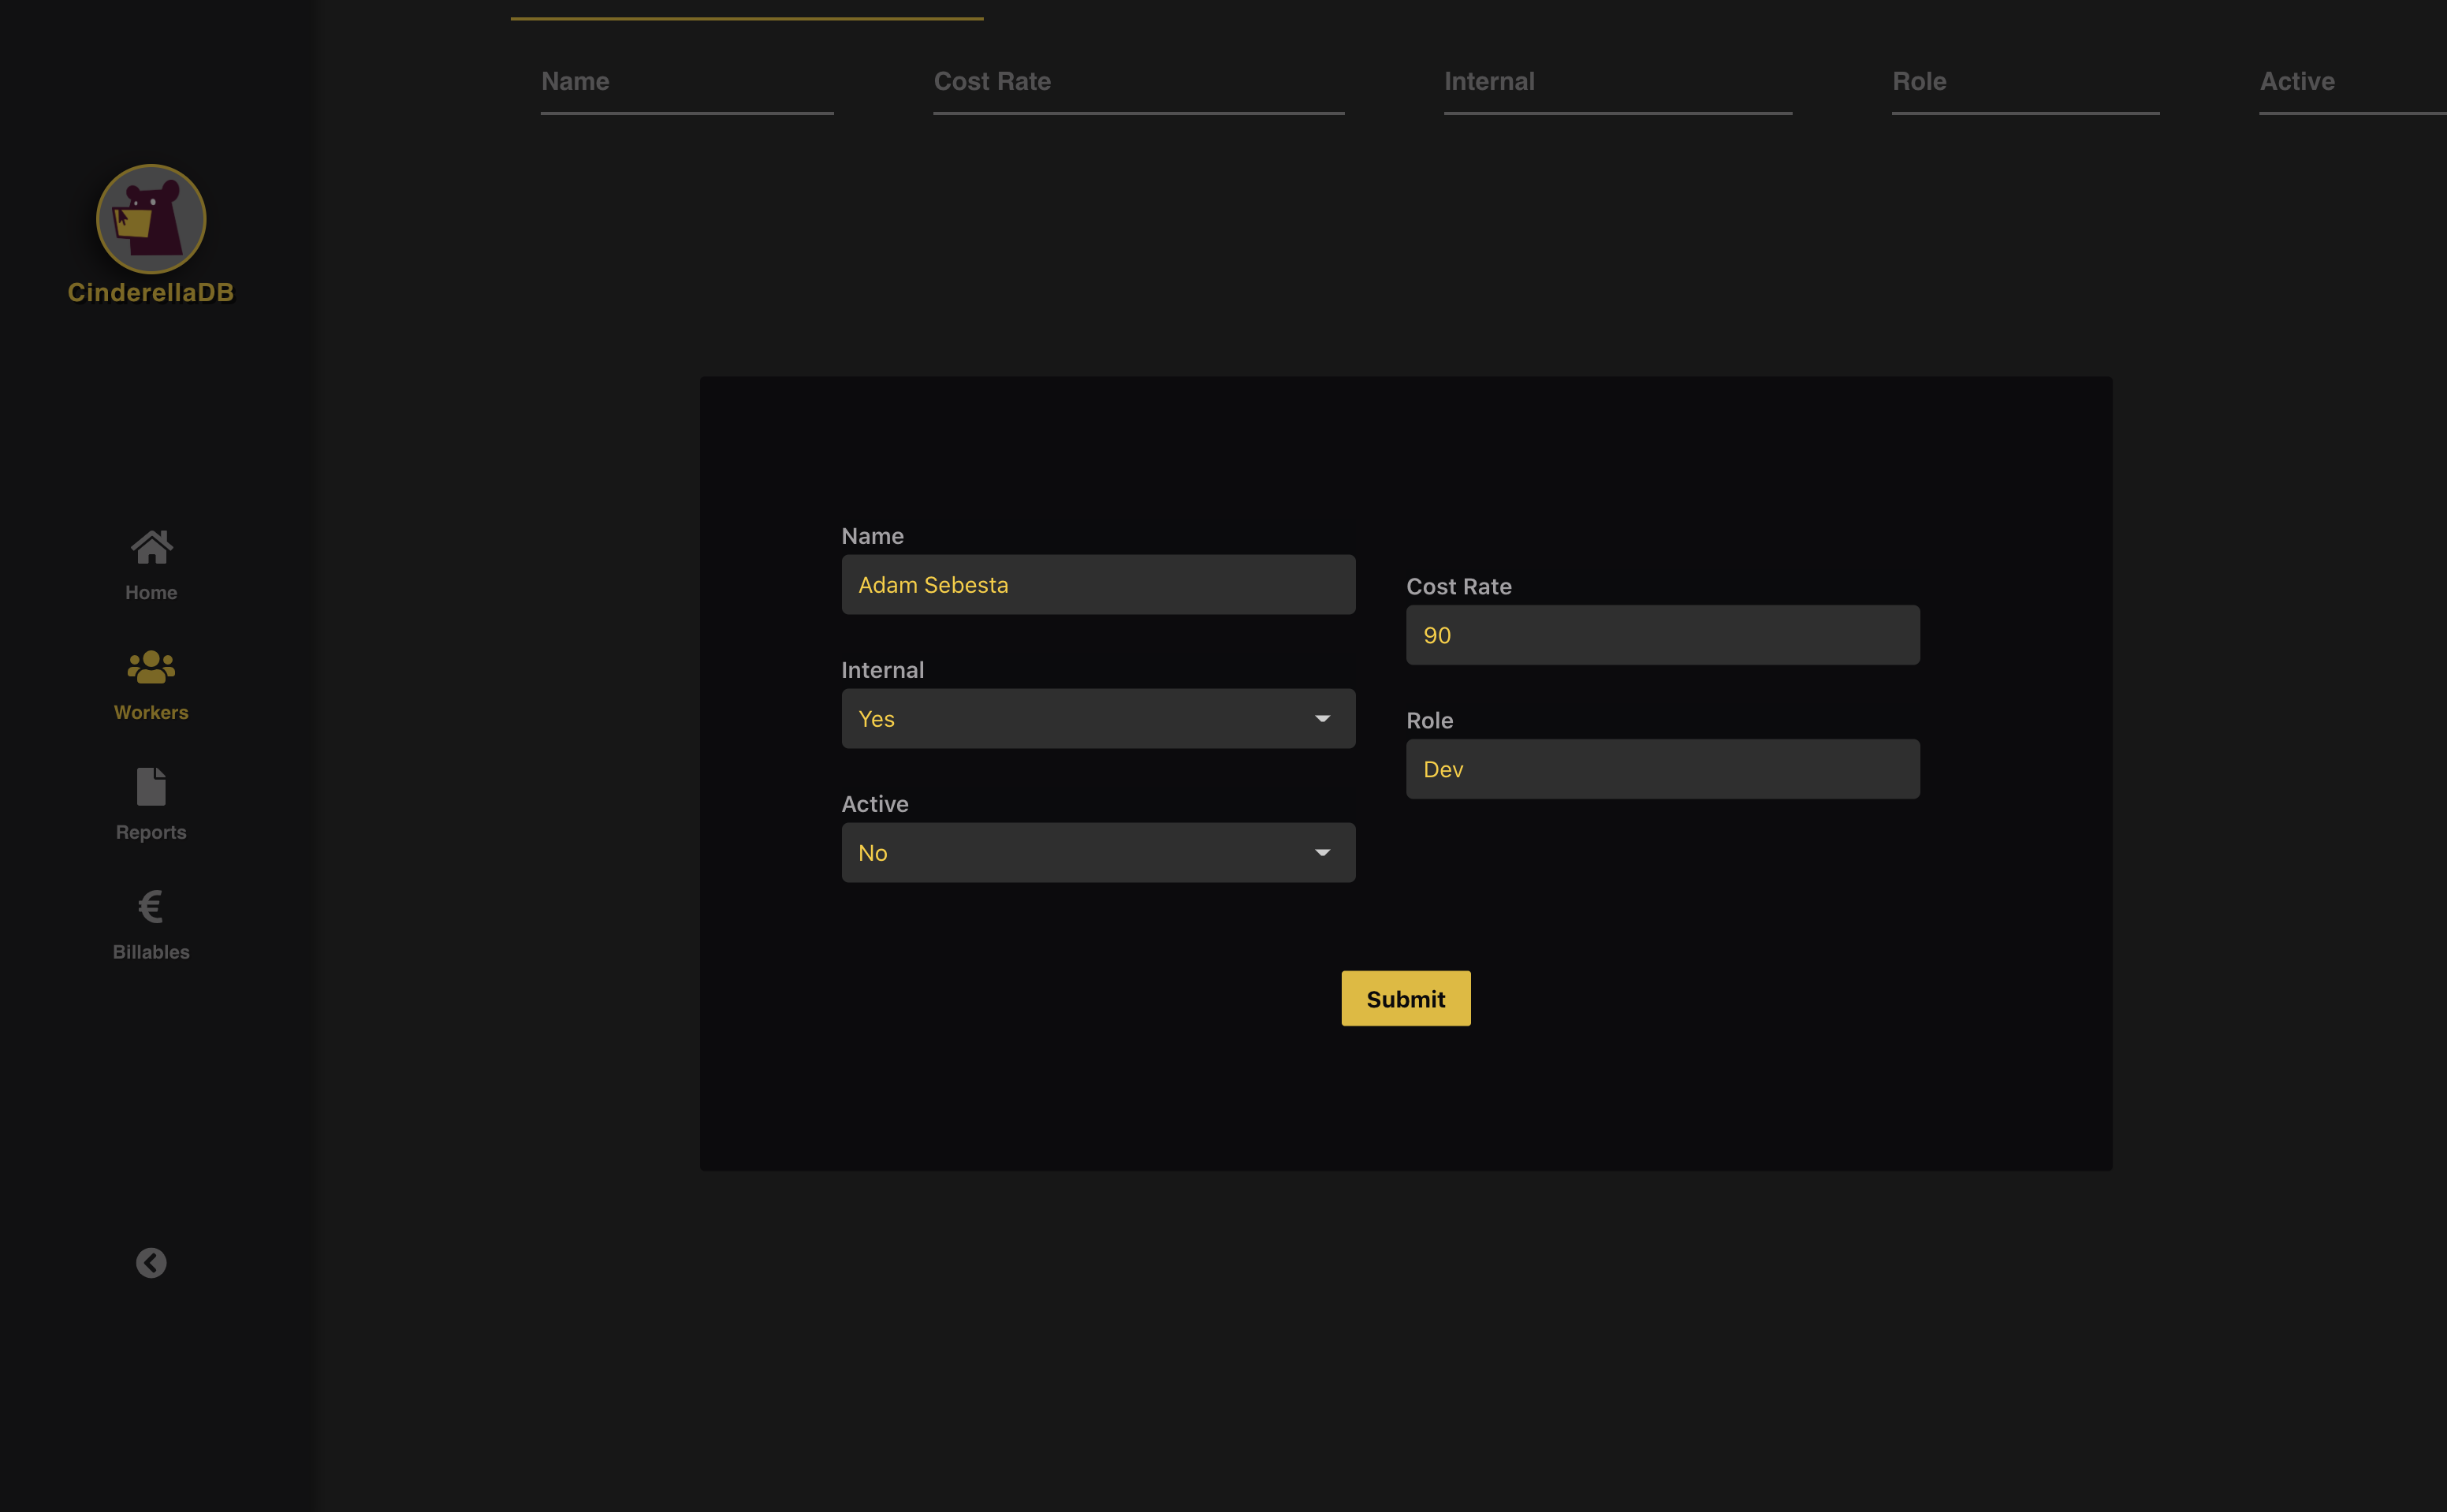 Name Cost Rate Internal Role Active
CinderellaDB
Home
Workers
Reports
€
Billables
Name
Adam Sebesta
Cost Rate
90
Internal
Yes
Role
Dev
Active
No
Submit